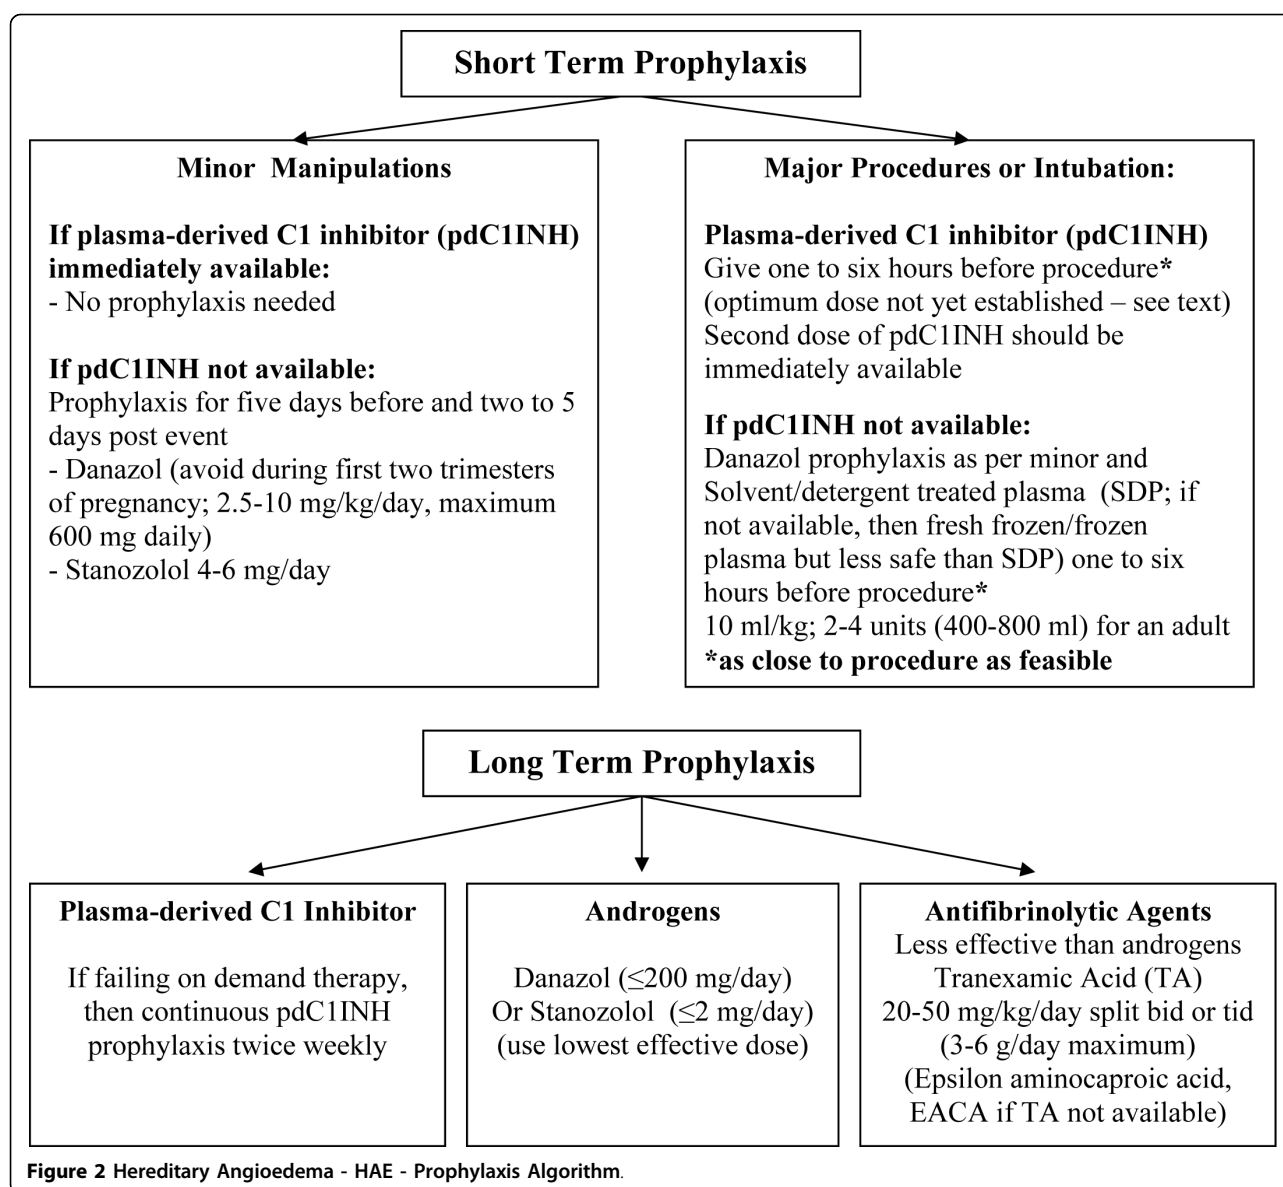 Short Term Prophylaxis
Minor Manipulations
If plasma-derived C1 inhibitor (pdC1INH)
immediately available:
- No prophylaxis needed
If pdC1INH not available:
Prophylaxis for five days before and two to 5
days post event
- Danazol (avoid during first two trimesters
of pregnancy; 2.5-10 mg/kg/day, maximum
600 mg daily)
- Stanozolol 4-6 mg/day
Major Procedures or Intubation:
Plasma-derived C1 inhibitor (pdC1INH)
Give one to six hours before procedure*
(optimum dose not yet established – see text)
Second dose of pdC1INH should be
immediately available
If pdC1INH not available:
Danazol prophylaxis as per minor and
Solvent/detergent treated plasma (SDP; if
not available, then fresh frozen/frozen
plasma but less safe than SDP) one to six
hours before procedure*
10 ml/kg; 2-4 units (400-800 ml) for an adult
*as close to procedure as feasible
Long Term Prophylaxis
Plasma-derived C1 Inhibitor
If failing on demand therapy,
then continuous pdC1INH
prophylaxis twice weekly
Androgens
Danazol (≤200 mg/day)
Or Stanozolol (≤2 mg/day)
(use lowest effective dose)
Antifibrinolytic Agents
Less effective than androgens
Tranexamic Acid (TA)
20-50 mg/kg/day split bid or tid
(3-6 g/day maximum)
(Epsilon aminocaproic acid,
EACA if TA not available)
Figure 2 Hereditary Angioedema - HAE - Prophylaxis Algorithm.